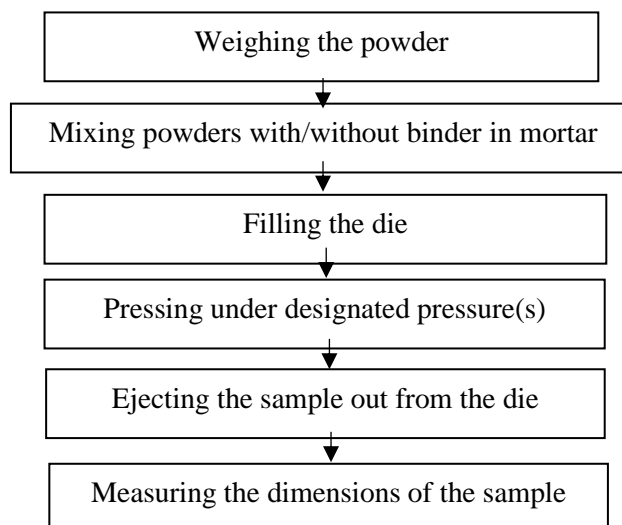 Weighing the powder
Mixing powders with/without binder in mortar
Filling the die
Pressing under designated pressure(s)
Ejecting the sample out from the die
Measuring the dimensions of the sample